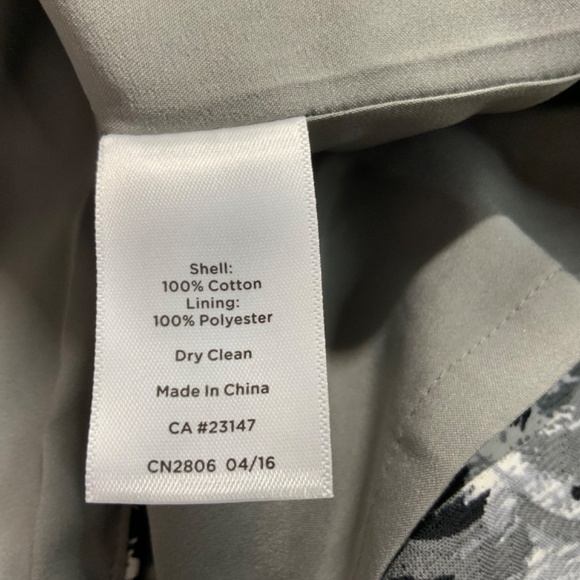 Shell:
100% Cotton
Lining:
100% Polyester
Dry Clean
Made In China
CA #23147
CN2806 04/16